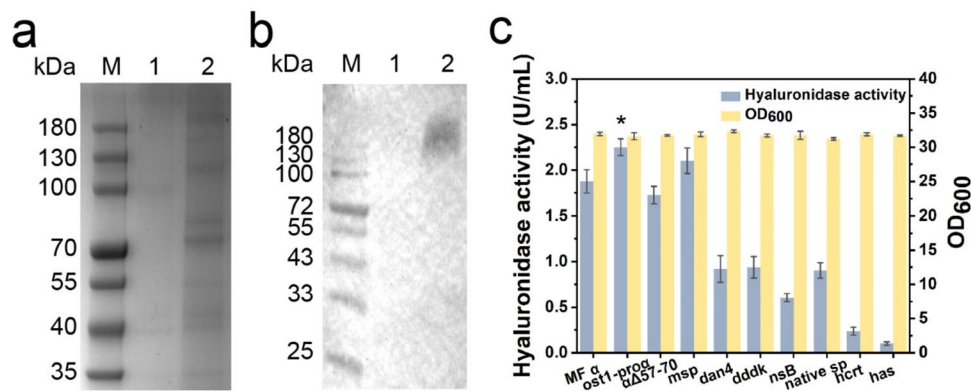 a
kDa M 1 2
180
130
100
70
55
40
35
b
kDa M 1 2
180
130
100
72
55
43
33
25
c
Hyaluronidase activity (U/mL)
3.0
2.5
2.0
1.5
1.0
0.5
0.0
Hyaluronidase activity
OD600
*
40
35
30
25
20
15
10
5
0
OD600
MF α
ost1-proα
αΔ57-70
msp
dan4
dddk
nsB
native sp
hcrt
has